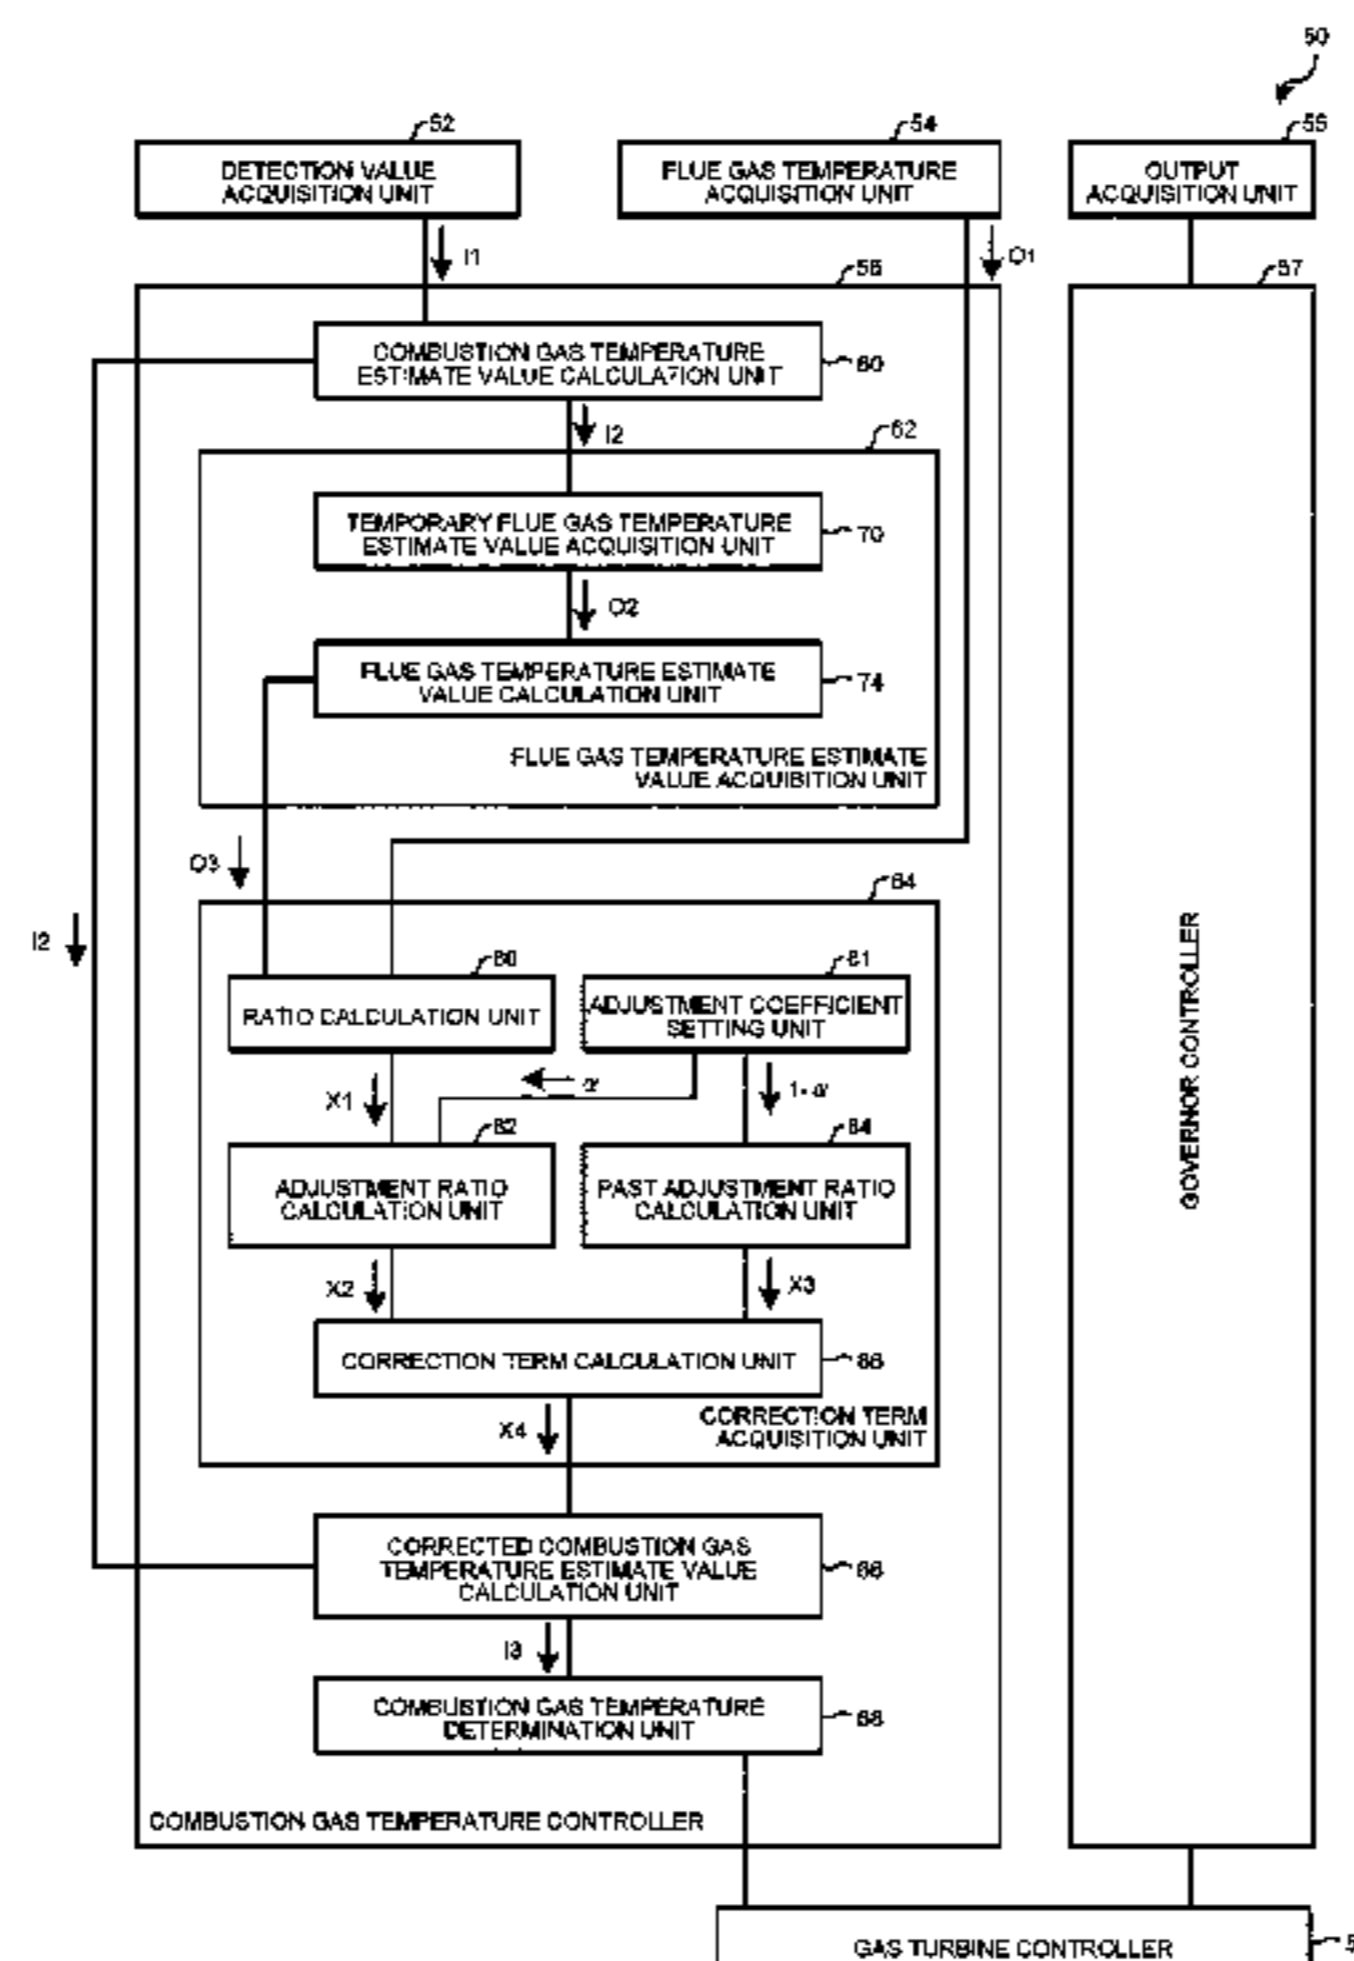 50
52
54
55
DETECTION VALUE
ACQUISITION UNIT
FLUE GAS TEMPERATURE
ACQUISITION UNIT
OUTPUT
ACQUISITION UNIT
I1
O1
56
57
COMBUSTION GAS TEMPERATURE
ESTIMATE VALUE CALCULATION UNIT
60
I2
62
TEMPORARY FLUE GAS TEMPERATURE
ESTIMATE VALUE ACQUISITION UNIT
70
O2
FLUE GAS TEMPERATURE ESTIMATE
VALUE CALCULATION UNIT
74
FLUE GAS TEMPERATURE ESTIMATE
VALUE ACQUISITION UNIT
O3
64
I2
GOVERNOR CONTROLLER
80
81
RATIO CALCULATION UNIT
ADJUSTMENT COEFFICIENT
SETTING UNIT
X1
α
1-α
82
84
ADJUSTMENT RATIO
CALCULATION UNIT
PAST ADJUSTMENT RATIO
CALCULATION UNIT
X2
X3
CORRECTION TERM CALCULATION UNIT
86
X4
CORRECTION TERM
ACQUISITION UNIT
CORRECTED COMBUSTION GAS
TEMPERATURE ESTIMATE VALUE
CALCULATION UNIT
66
I3
COMBUSTION GAS TEMPERATURE
DETERMINATION UNIT
68
COMBUSTION GAS TEMPERATURE CONTROLLER
GAS TURBINE CONTROLLER